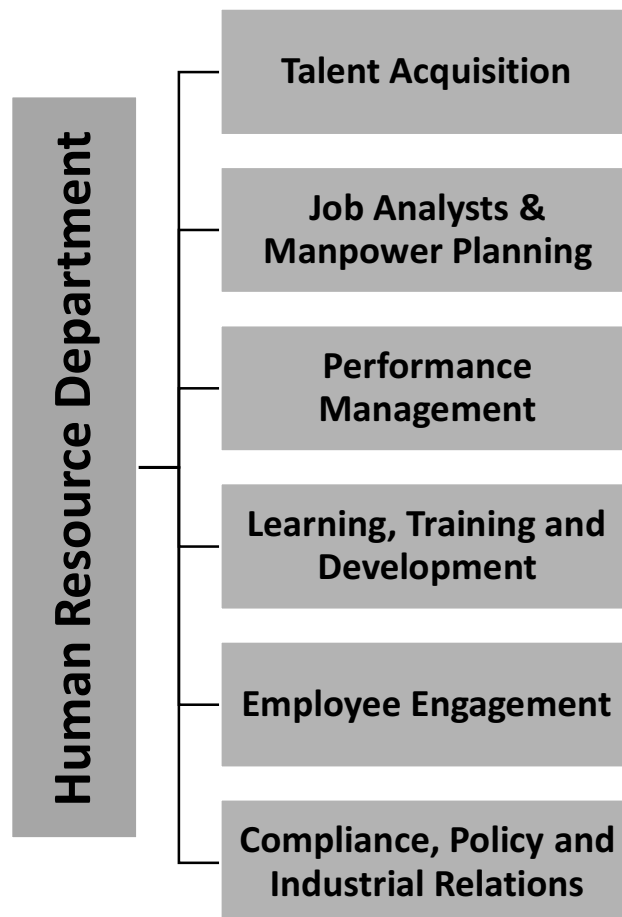 Human Resource Department
Talent Acquisition
Job Analysts &
Manpower Planning
Performance
Management
Learning, Training and
Development
Employee Engagement
Compliance, Policy and
Industrial Relations